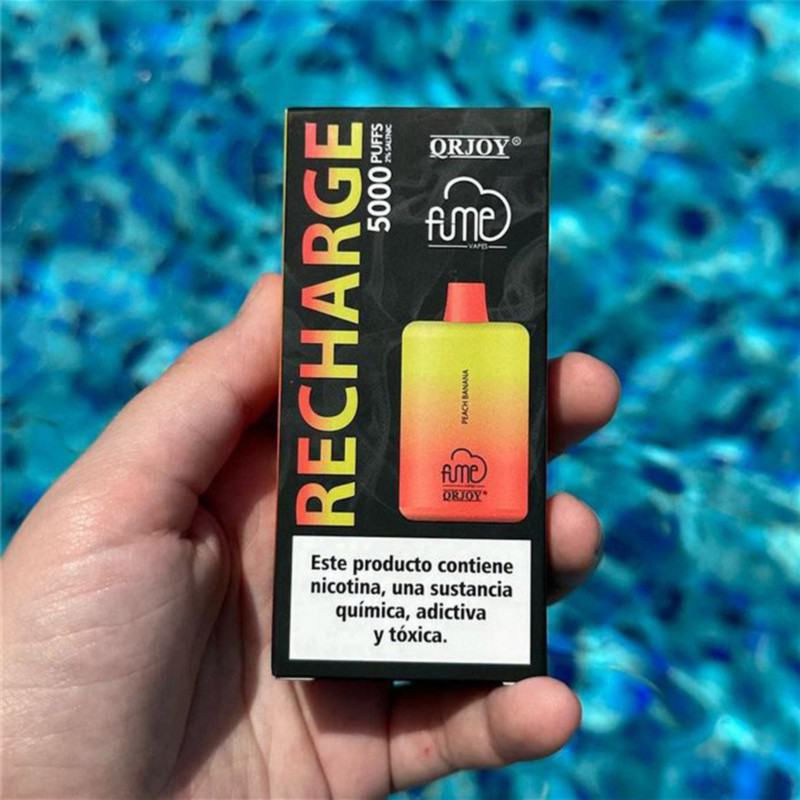 RECHARGE
5000 PUFFS
2% SALTNIC
QRJOY®
fume
VAPES
PEACH BANANA
fume
QRJOY®
Este producto contiene
nicotina, una sustancia
química, adictiva
y tóxica.